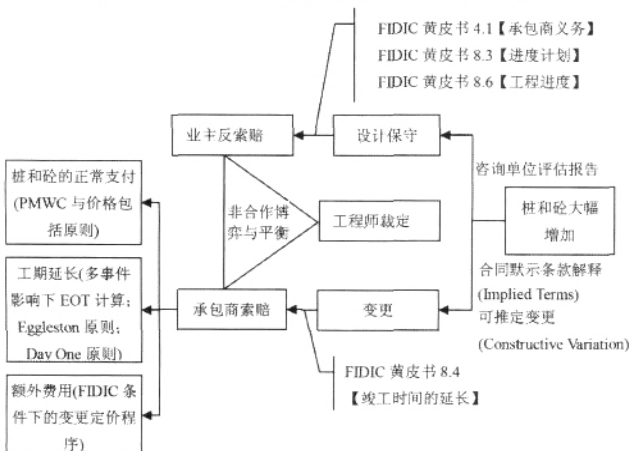 FIDIC 黄皮书 4.1【承包商义务】
FIDIC 黄皮书 8.3【进度计划】
FIDIC 黄皮书 8.6【工程进度】
业主反索赔
设计保守
咨询单位评估报告
桩和砼的正常支付
(PMWC 与价格包
括原则)
非合作博
弈与平衡
工程师裁定
桩和砼大幅
增加
工期延长(多事件
影响下 EOT 计算;
Eggleston 原则;
Day One 原则)
承包商索赔
变更
合同默示条款解释
(Implied Terms)
可推定变更
(Constructive Variation)
额外费用(FIDIC 条
件下的变更定价程
序)
FIDIC 黄皮书 8.4
【竣工时间的延长】